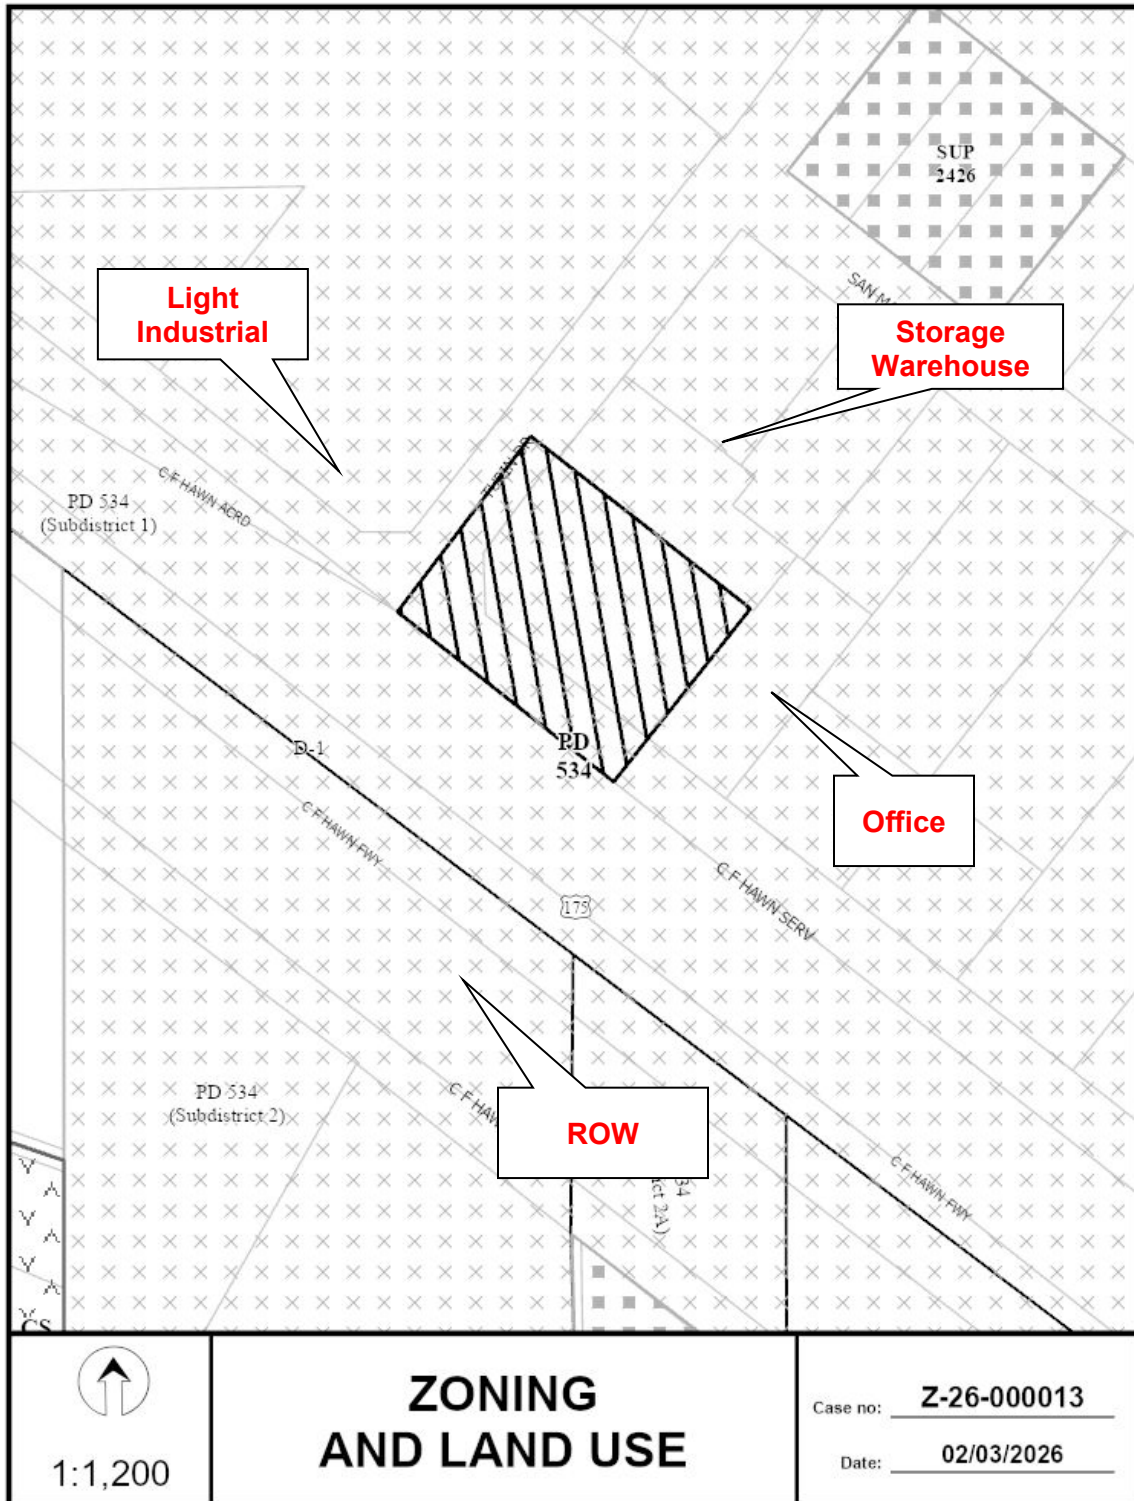 SUP
2426
SAN
Light
Industrial
Storage
Warehouse
C F HAWN ACRD
PD 534
(Subdistrict 1)
PD
534
D-1
C F HAWN FWY
Office
C F HAWN SERV
175
PD 534
(Subdistrict 2)
C F
ROW
34
2A)
C F HAWN FWY
CS
1:1,200
ZONING
AND LAND USE
Case no: Z-26-000013
Date: 02/03/2026